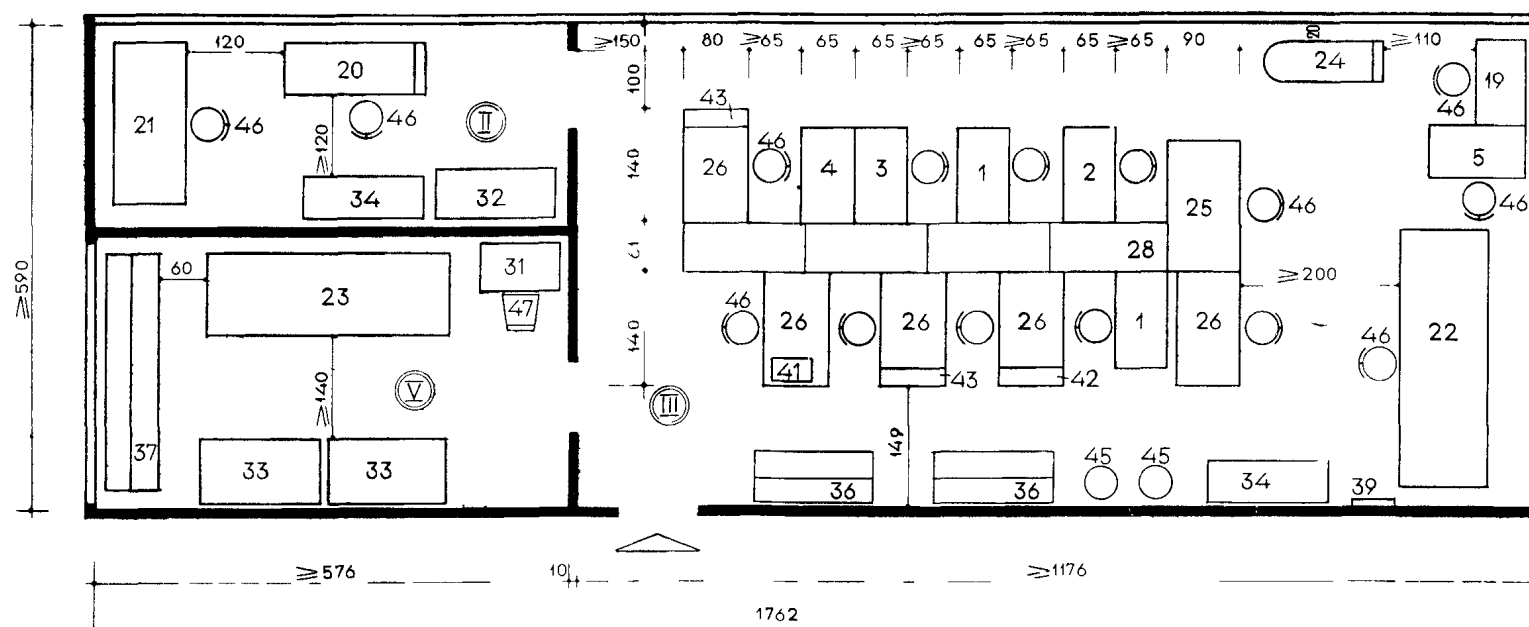 ≥150 80 ≥65 65 65 ≥65 65 ≥65 65 ≥65 90 20 ≥110
120 20 24 19
100
43 46
21 46 46 II
≥120 46 140 26 4 3 1 2 5
34 32 25 46 46
61 28
≥590 60 23 31 47 ≥200
46 26 26 26 1 26 22
140 41 43 42 46
≥140 V III
37 33 33 149 45 45
36 36 34 39
≥576 10 ≥1176
1762